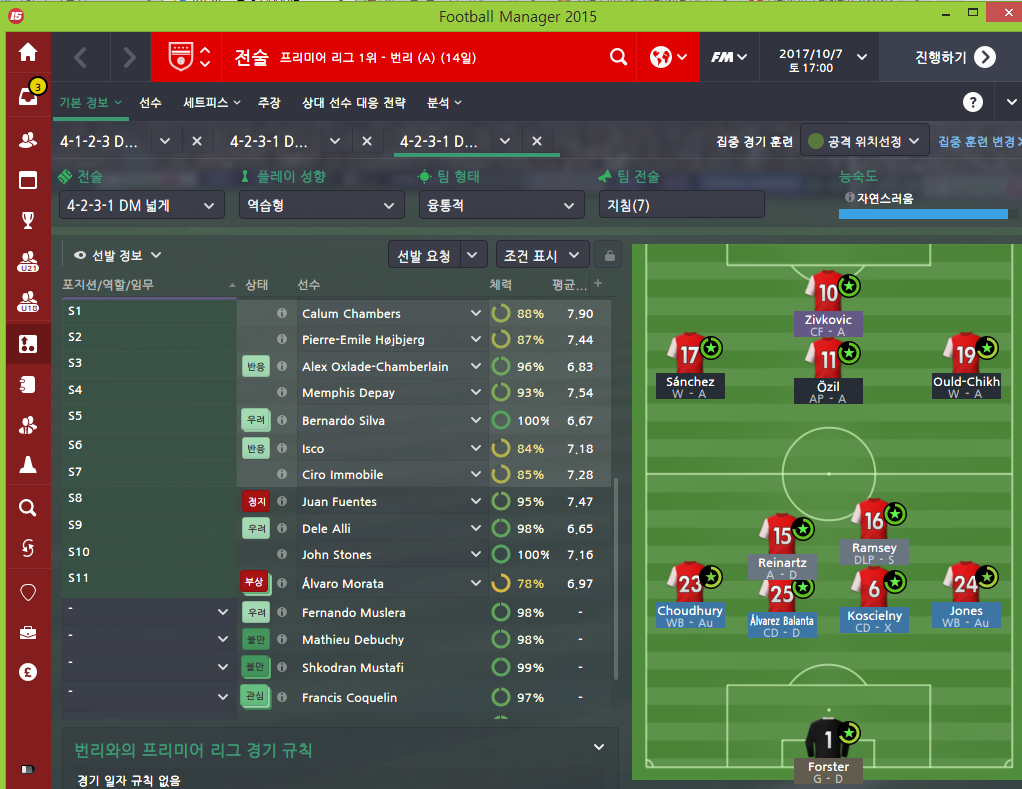 15 Football Manager 2015
전술 프리미어 리그 1위 - 번리 (A) (14일)
FM
2017/10/7
토 17:00
진행하기
3
기본 정보 선수 세트피스 주장 상대 선수 대응 전략 분석 ?
4-1-2-3 D... 4-2-3-1 D... 4-2-3-1 D... 집중 경기 훈련 공격 위치선정 집중 훈련 변경
전술 플레이 성향 팀 형태 팀 전술 능숙도
4-2-3-1 DM 넓게 역습형 융통적 지침(7) 자연스러움
U21
U18
£
선발 정보 선발 요청 조건 표시
포지션/역할/임무 상태 선수 체력 평균... +
S1 Calum Chambers 88% 7.90
S2 Pierre-Emile Højbjerg 87% 7.44
S3 반응 Alex Oxlade-Chamberlain 96% 6.83
S4 Memphis Depay 93% 7.54
S5 우려 Bernardo Silva 100% 6.67
S6 반응 Isco 84% 7.18
S7 Ciro Immobile 85% 7.28
S8 정지 Juan Fuentes 95% 7.47
S9 우려 Dele Alli 98% 6.65
S10 John Stones 100% 7.16
S11 부상 Álvaro Morata 78% 6.97
- 우려 Fernando Muslera 98% -
- 불만 Mathieu Debuchy 98% -
- 불만 Shkodran Mustafi 99% -
- 관심 Francis Coquelin 97% -
번리와의 프리미어 리그 경기 규칙
경기 일자 규칙 없음
10
Zivkovic
CF - A
17 11 19
Sánchez Özil Ould-Chikh
W - A AP - A W - A
15 16
Reinartz Ramsey
A - D DLP - S
23 25 6 24
Choudhury Álvarez Balanta Koscielny Jones
WB - Au CD - D CD - X WB - Au
1
Forster
G - D